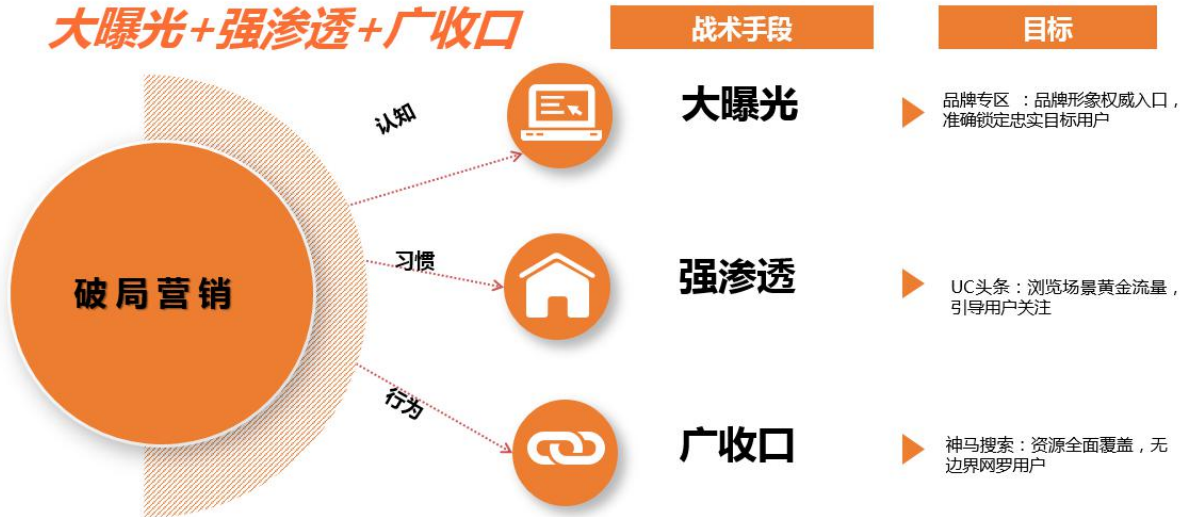 大曝光+强渗透+广收口
战术手段
目标
破局营销
认知
大曝光
品牌专区 ：品牌形象权威入口，
准确锁定忠实目标用户
习惯
强渗透
UC头条：浏览场景黄金流量，
引导用户关注
行为
广收口
神马搜索：资源全面覆盖，无
边界网罗用户